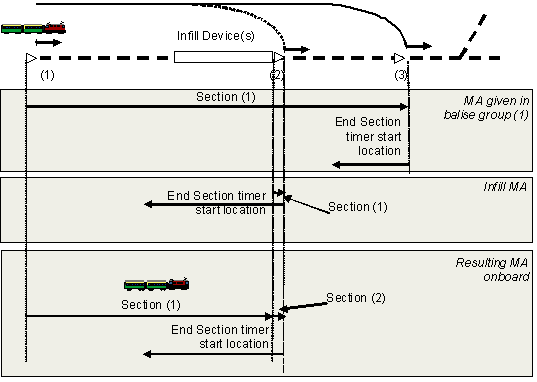 Infill Device(s)
(1)
(2)
(3)
Section (1)
MA given in
balise group (1)
End Section
timer start
location
Infill MA
End Section timer
start location
Section (1)
Resulting MA
onboard
Section (1)
Section (2)
End Section timer
start location